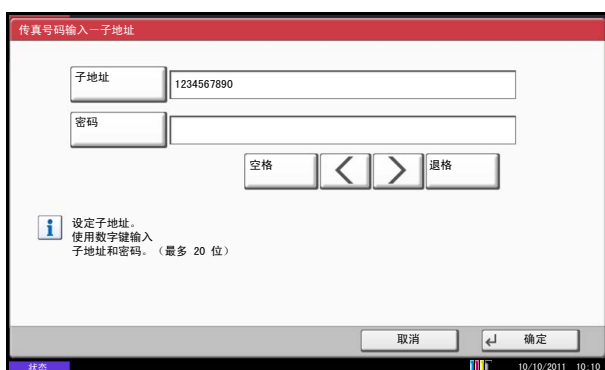 传真号码输入－子地址
子地址
1234567890
密码
空格
退格
设定子地址。
使用数字键输入
子地址和密码。（最多 20 位）
取消
确定
状态
10/10/2011 10:10